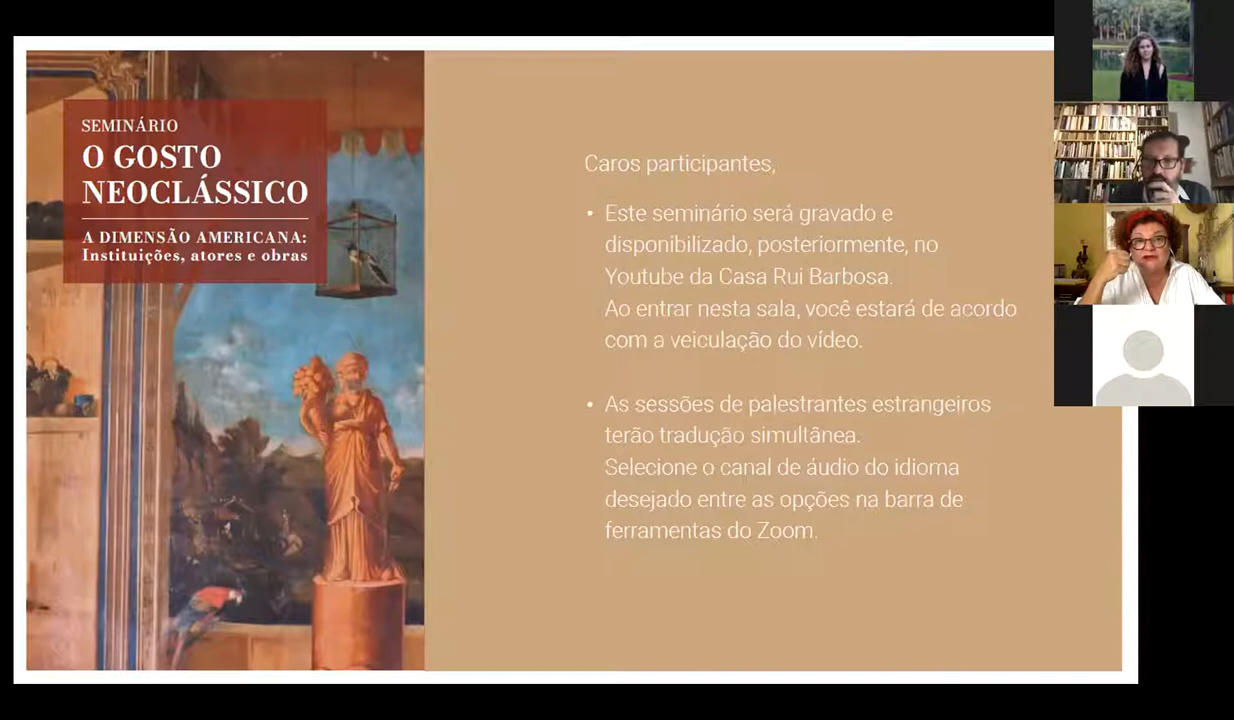 SEMINÁRIO
O GOSTO
NEOCLÁSSICO
A DIMENSÃO AMERICANA:
Instituições, atores e obras
Caros participantes,
• Este seminário será gravado e
disponibilizado, posteriormente, no
Youtube da Casa Rui Barbosa.
Ao entrar nesta sala, você estará de acordo
com a veiculação do vídeo.
• As sessões de palestrantes estrangeiros
terão tradução simultânea.
Selecione o canal de áudio do idioma
desejado entre as opções na barra de
ferramentas do Zoom.